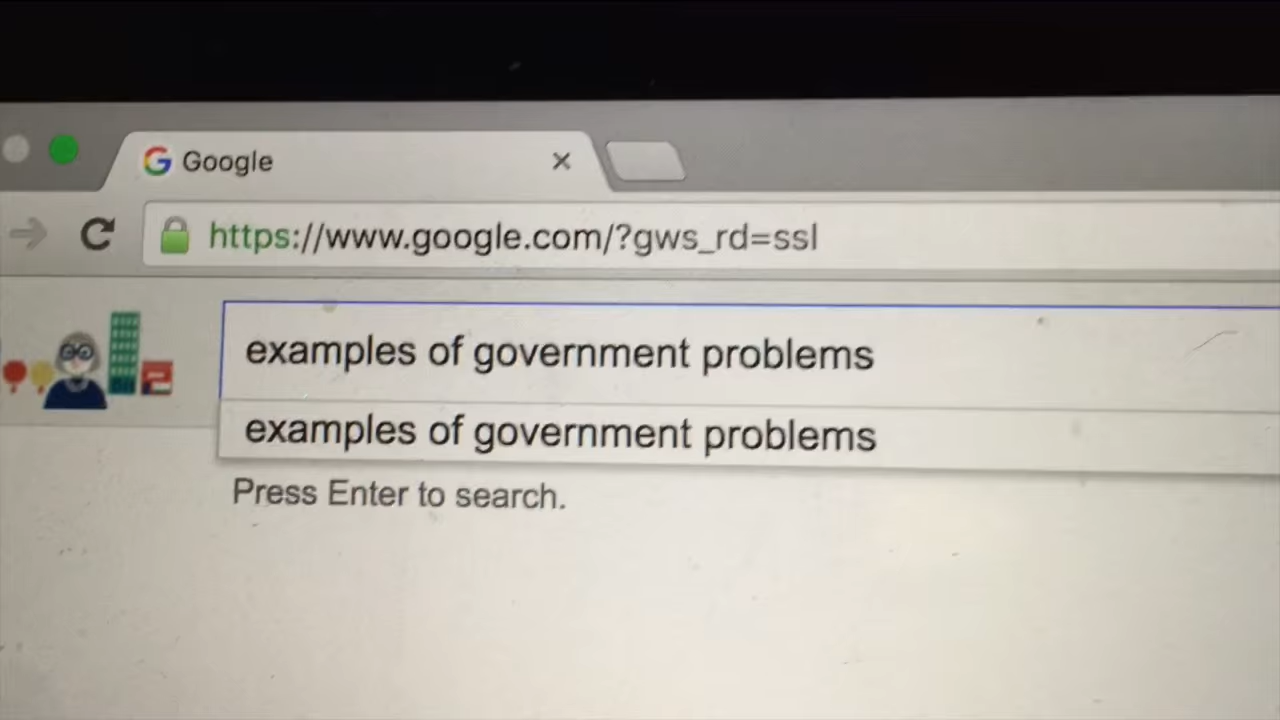 Google
https://www.google.com/?gws_rd=ssl
examples of government problems
examples of government problems
Press Enter to search.